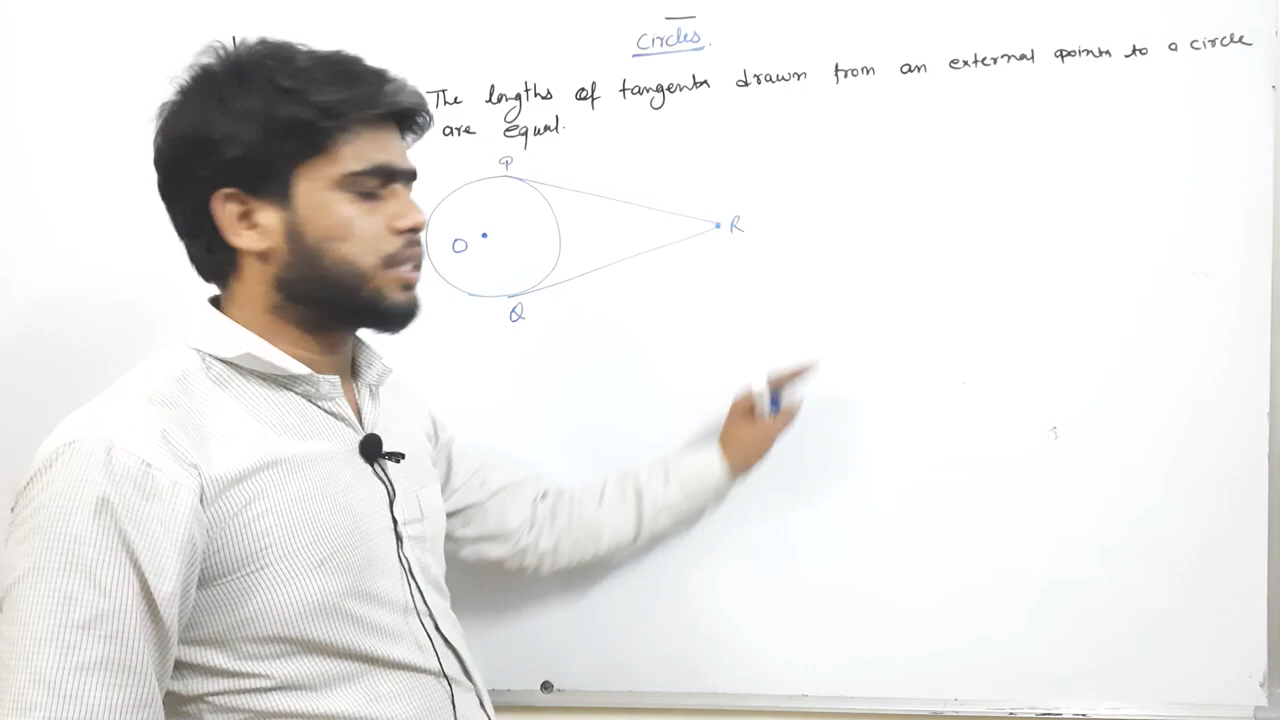 Circles.
The lengths of tangents drawn from an external points to a circle
are equal.
P
O
R
Q